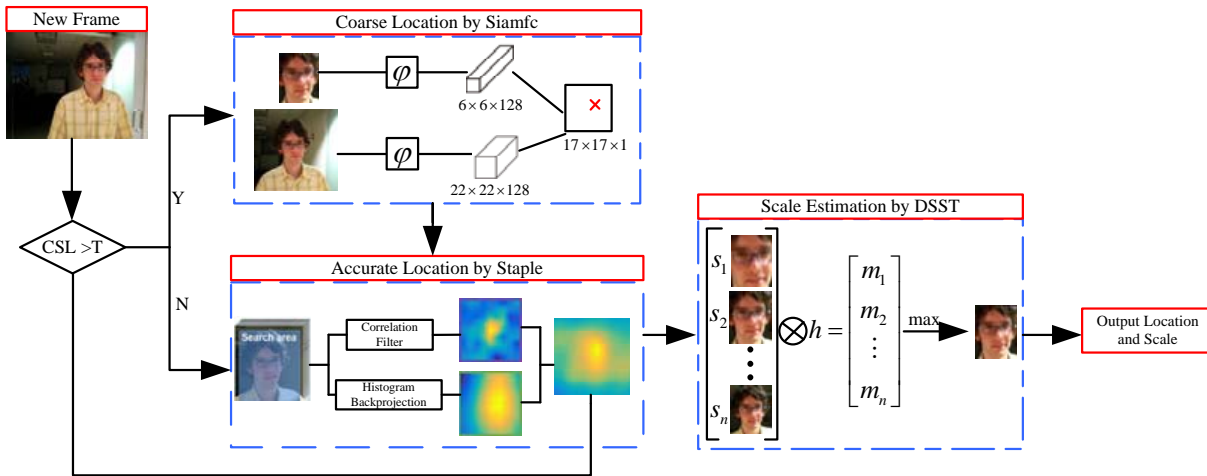 New Frame
Coarse Location by Siamfc
φ
6×6×128
17×17×1
φ
22×22×128
Y
CSL >T
N
Accurate Location by Staple
Search area
Correlation
Filter
Histogram
Backprojection
Scale Estimation by DSST
s1
s2
⋮
sn
⊗h =
m1
m2
⋮
mn
max
Output Location
and Scale